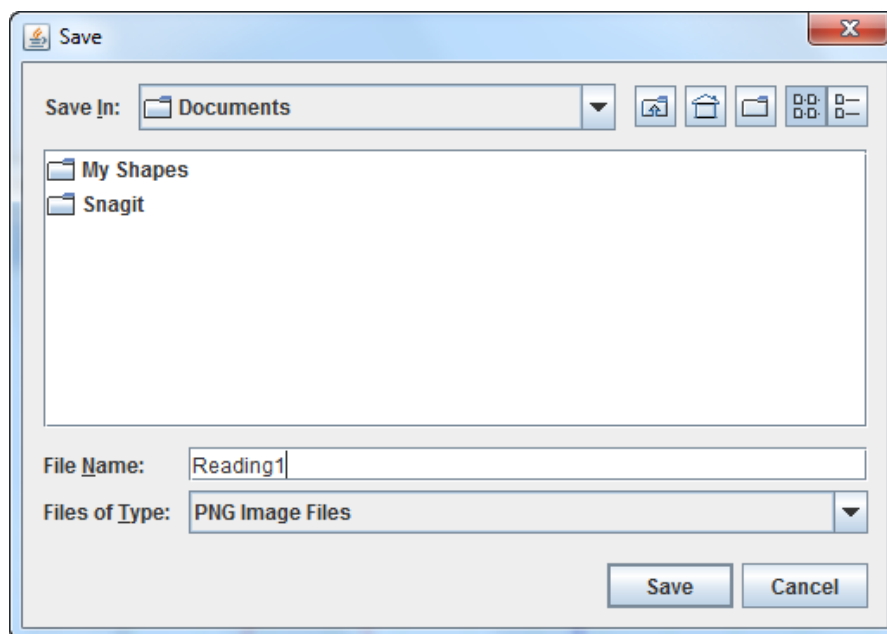 Save
Save In: Documents
My Shapes
Snagit
File Name: Reading1
Files of Type: PNG Image Files
Save Cancel